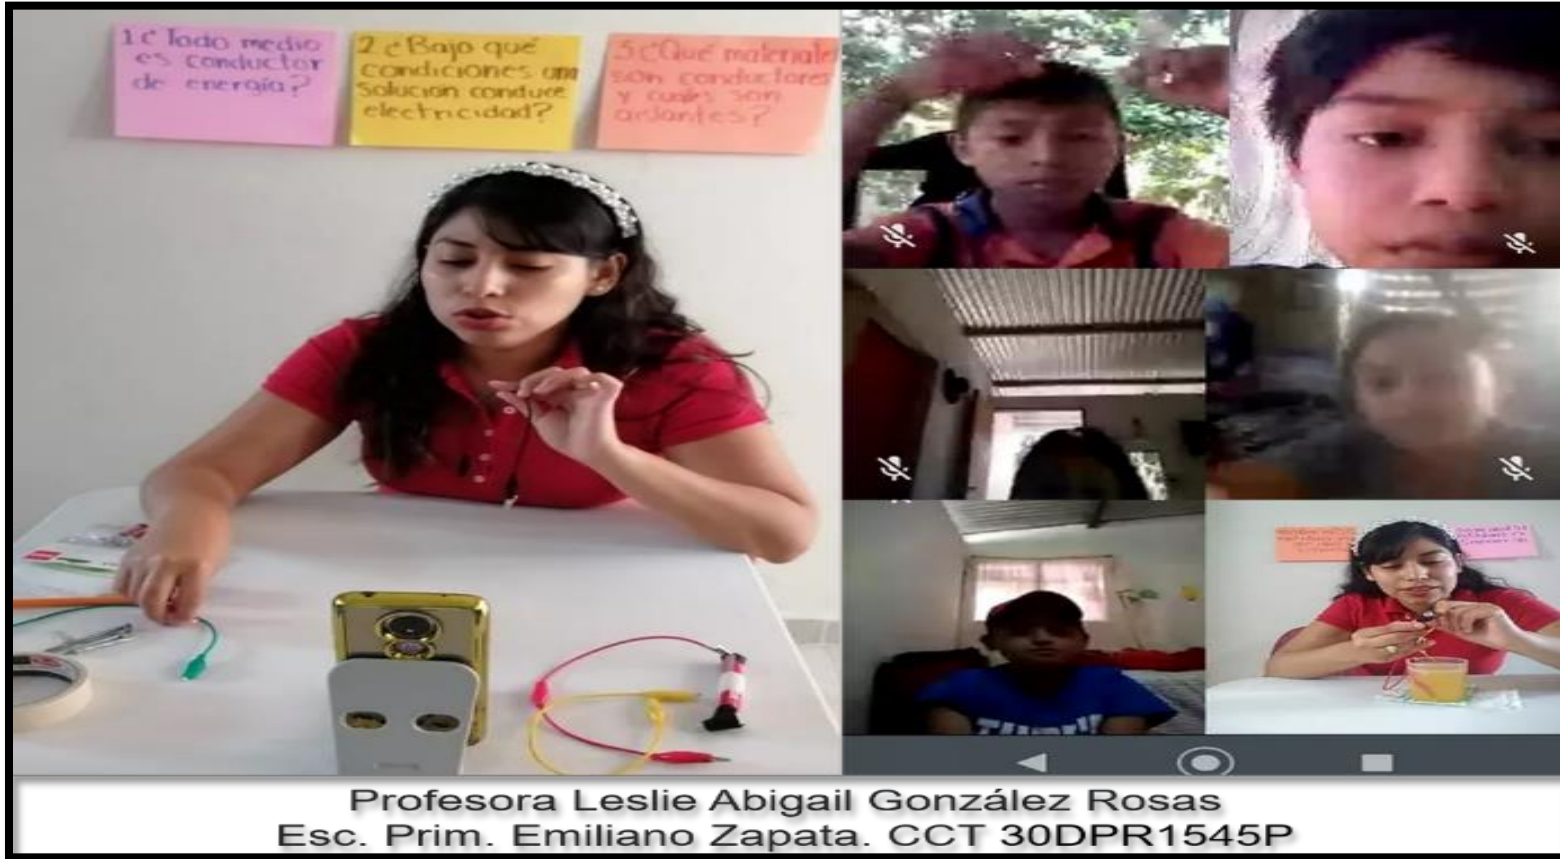 1 ¿Todo medio
es conductor
de energía?
2 ¿Bajo qué
condiciones una
solución conduce
electricidad?
3 ¿Qué materiales
son conductores
y cuáles son
aislantes?
Profesora Leslie Abigail González Rosas
Esc. Prim. Emiliano Zapata. CCT 30DPR1545P